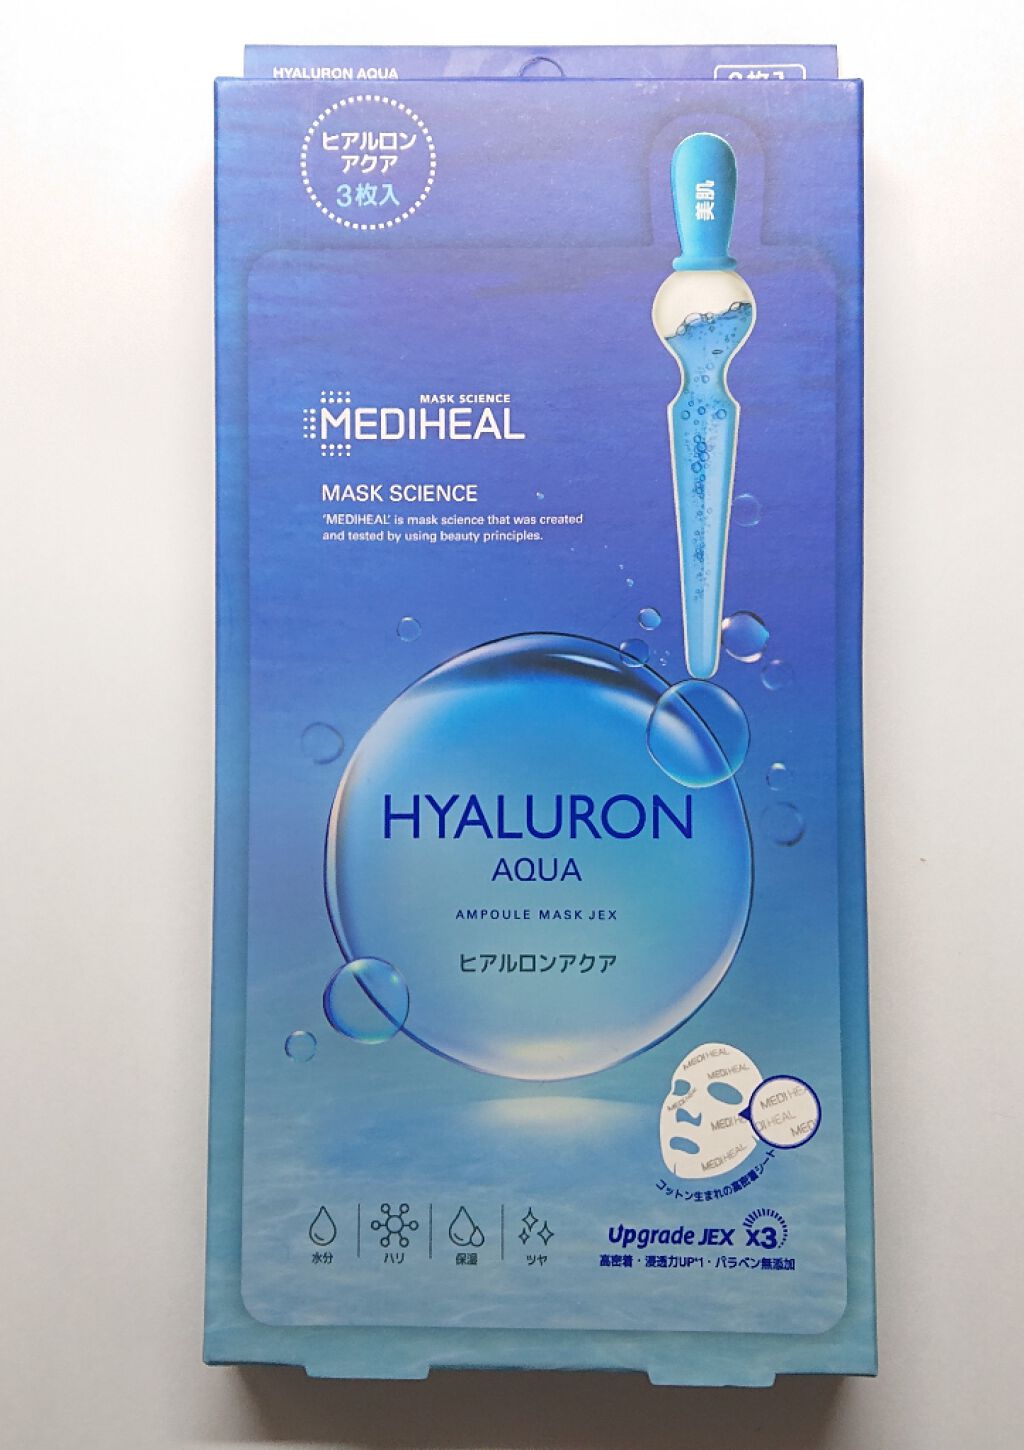 HYALURON AQUA
ヒアルロン
アクア
3枚入
美肌
MASK SCIENCE
MEDIHEAL
MASK SCIENCE
'MEDIHEAL' is mask science that was created
and tested by using beauty principles.
HYALURON
AQUA
AMPOULE MASK JEX
ヒアルロンアクア
MEDIHEAL
MEDIHEAL
MEDIHEAL
MEDIHEAL
コットン生まれの高密着シート
水分
ハリ
保湿
ツヤ
Upgrade JEX x3
高密着・浸透力UP*1・パラベン無添加